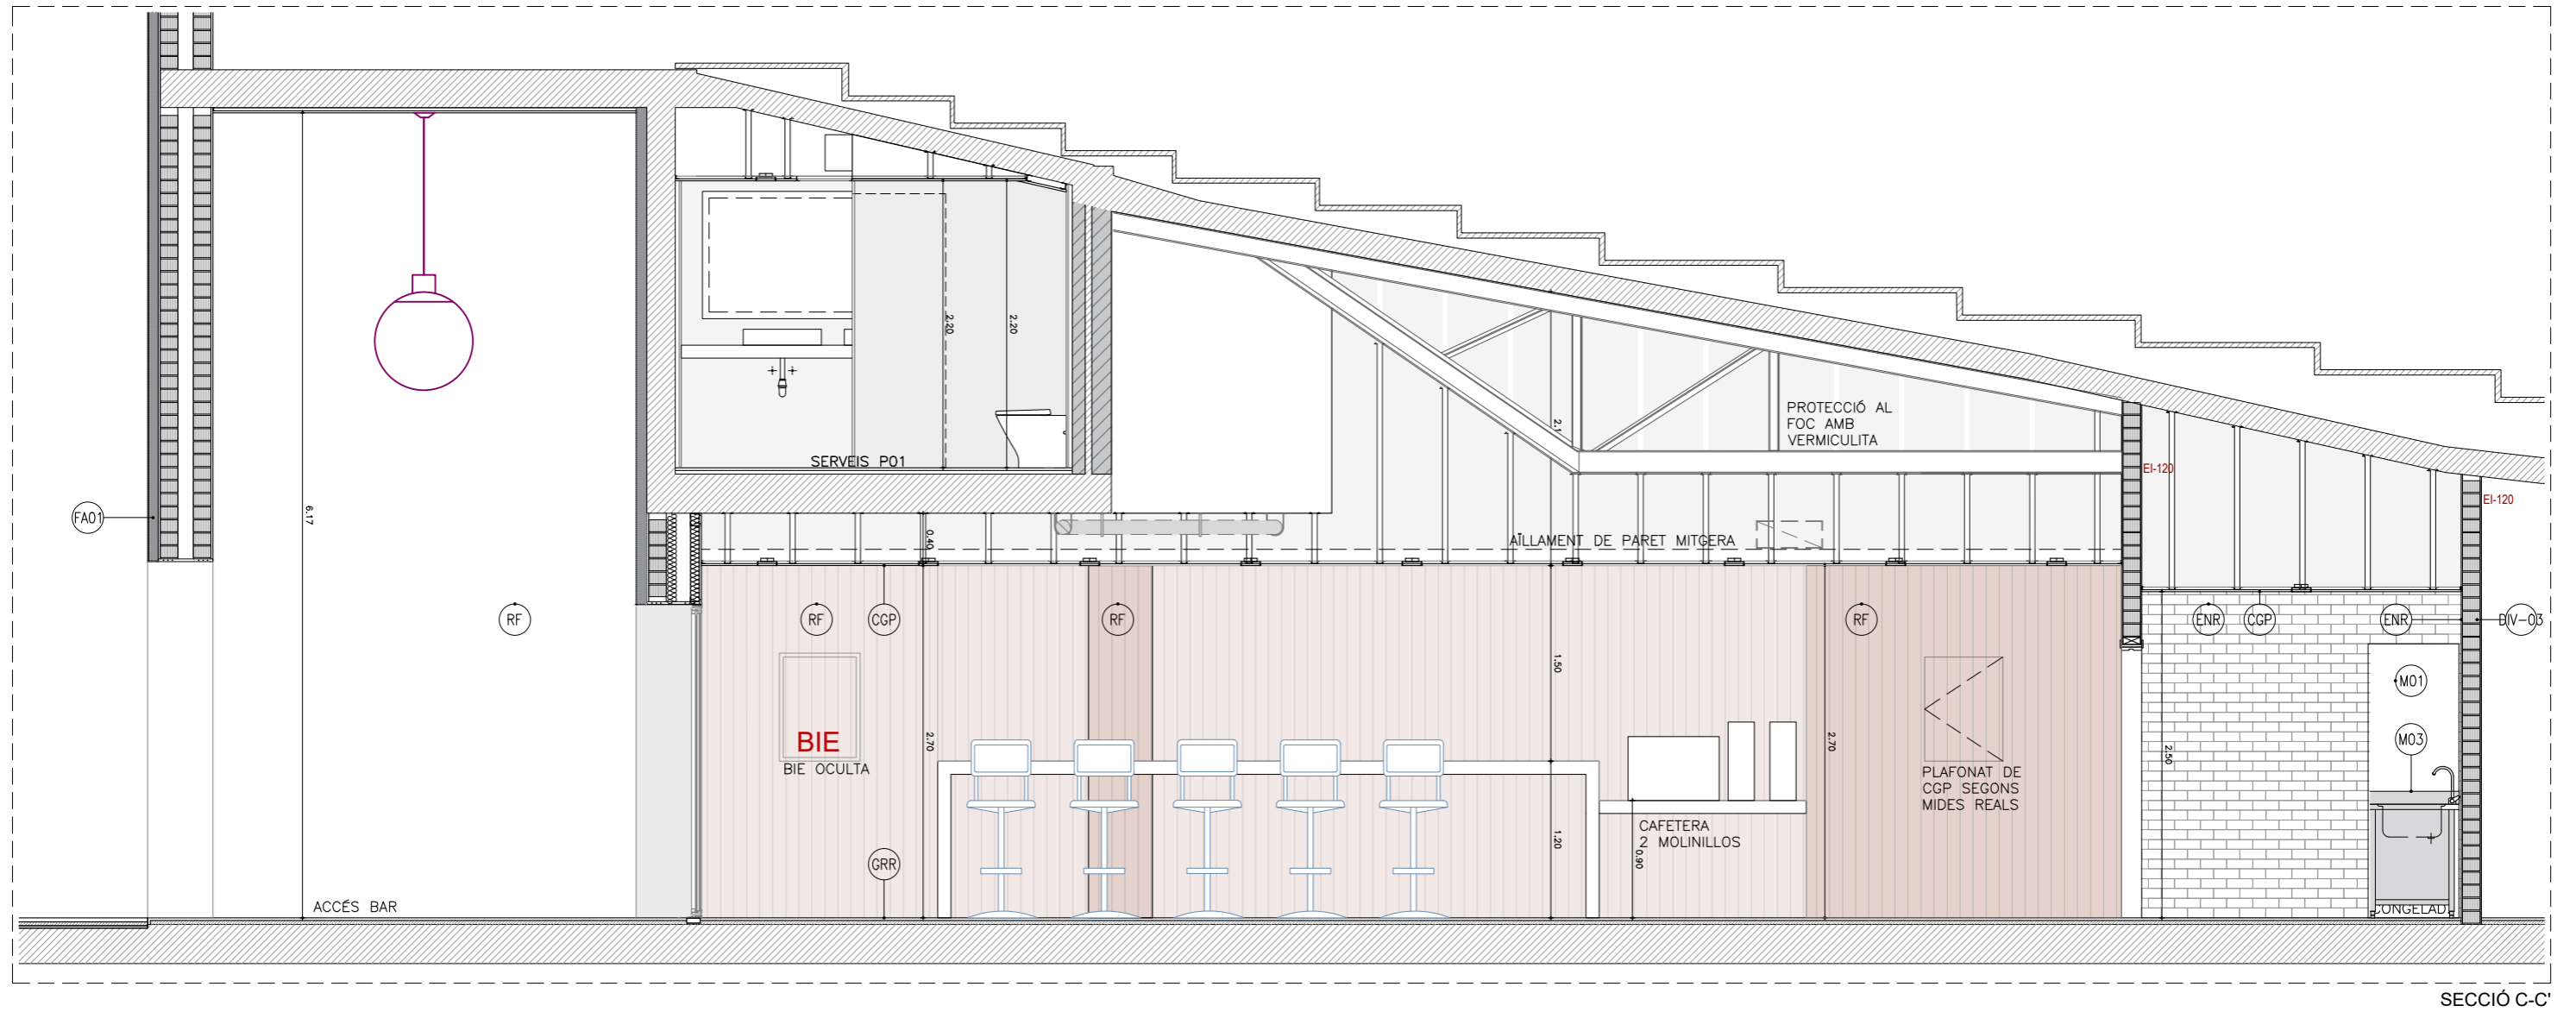 2.20
2.20
SERVEIS P01
PROTECCIÓ AL
FOC AMB
VERMICULITA
2.1
EI-120
EI-120
FA01
6.17
0.40
AÏLLAMENT DE PARET MITGERA
RF
RF
CGP
RF
RF
ENR
CGP
ENR
DIV-03
1.50
M01
BIE
BIE OCULTA
2.70
2.70
2.50
M03
PLAFONAT DE
CGP SEGONS
MIDES REALS
CAFETERA
2 MOLINILLOS
1.20
0.90
GRR
ACCÉS BAR
CONGELAD.
SECCIÓ C-C'